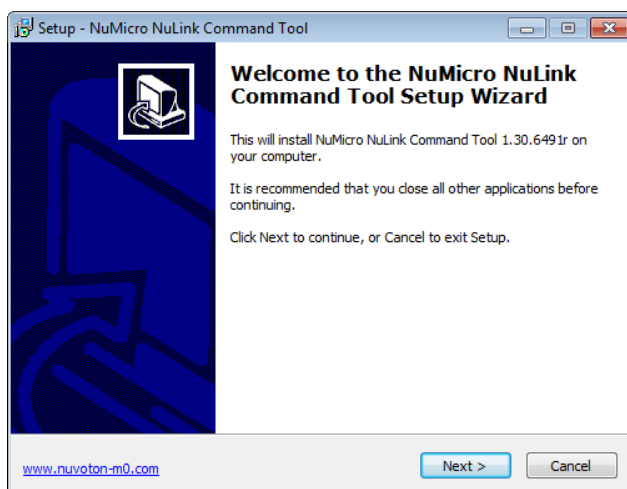 Setup - NuMicro NuLink Command Tool
Welcome to the NuMicro NuLink
Command Tool Setup Wizard
This will install NuMicro NuLink Command Tool 1.30.6491r on
your computer.
It is recommended that you close all other applications before
continuing.
Click Next to continue, or Cancel to exit Setup.
www.nuvoton-m0.com
Next >
Cancel